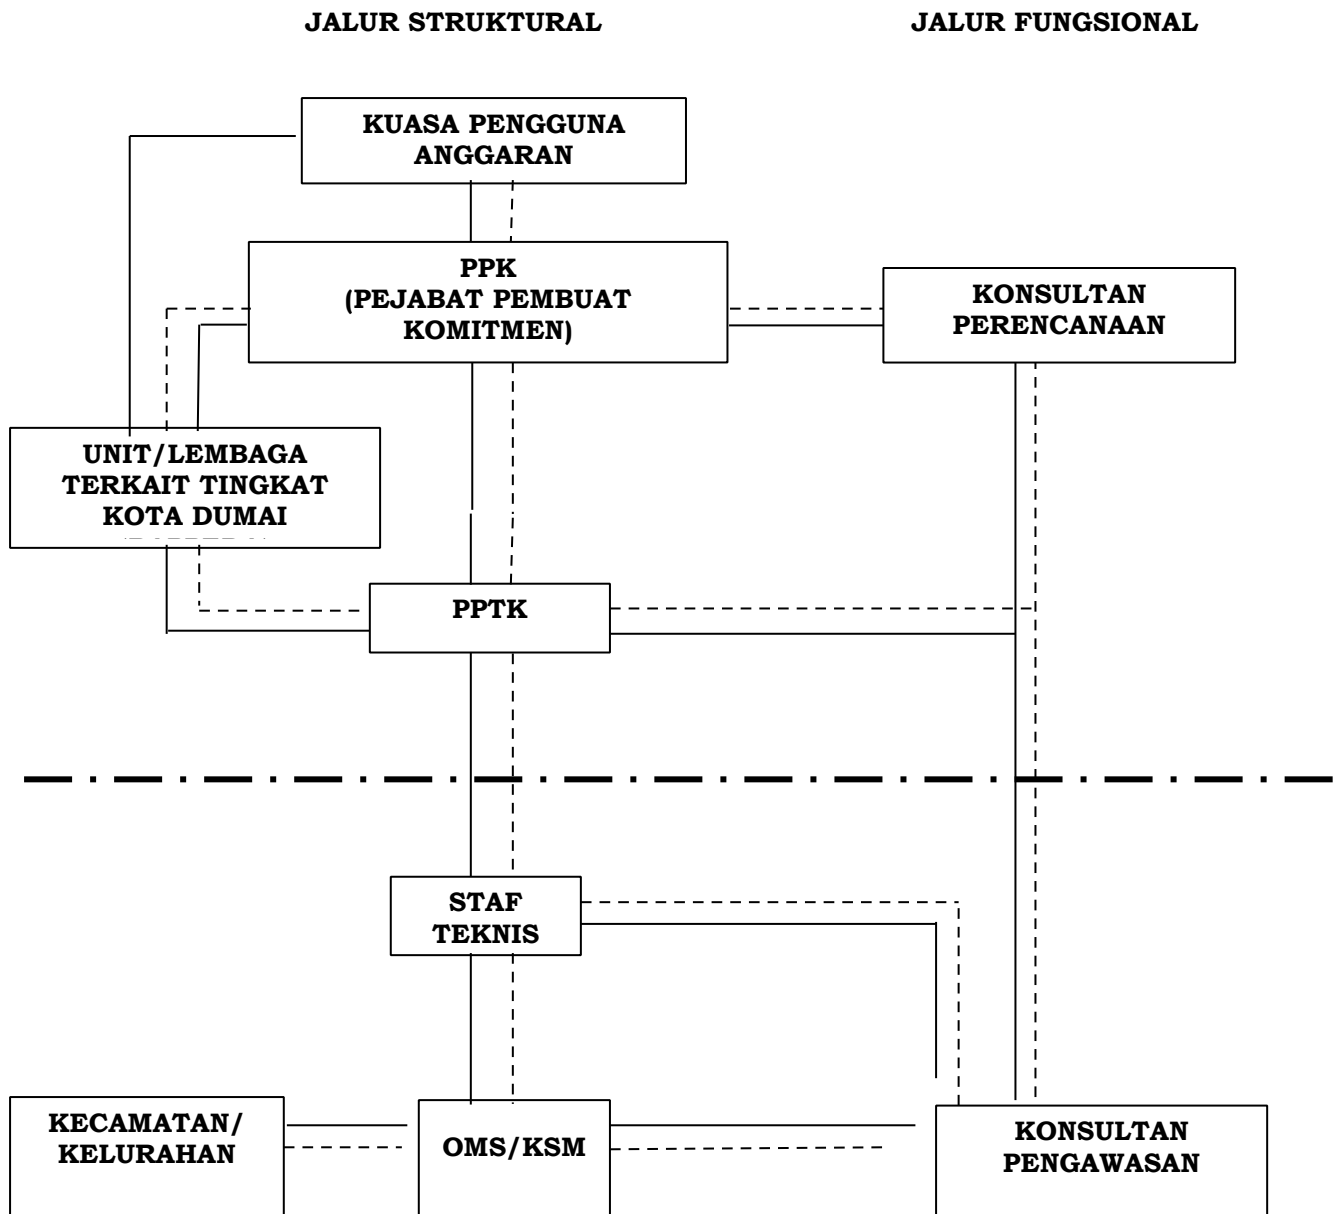 JALUR STRUKTURAL
JALUR FUNGSIONAL
KUASA PENGGUNA
ANGGARAN
PPK
(PEJABAT PEMBUAT
KOMITMEN)
KONSULTAN
PERENCANAAN
UNIT/LEMBAGA
TERKAIT TINGKAT
KOTA DUMAI
PPTK
STAF
TEKNIS
KECAMATAN/
KELURAHAN
OMS/KSM
KONSULTAN
PENGAWASAN